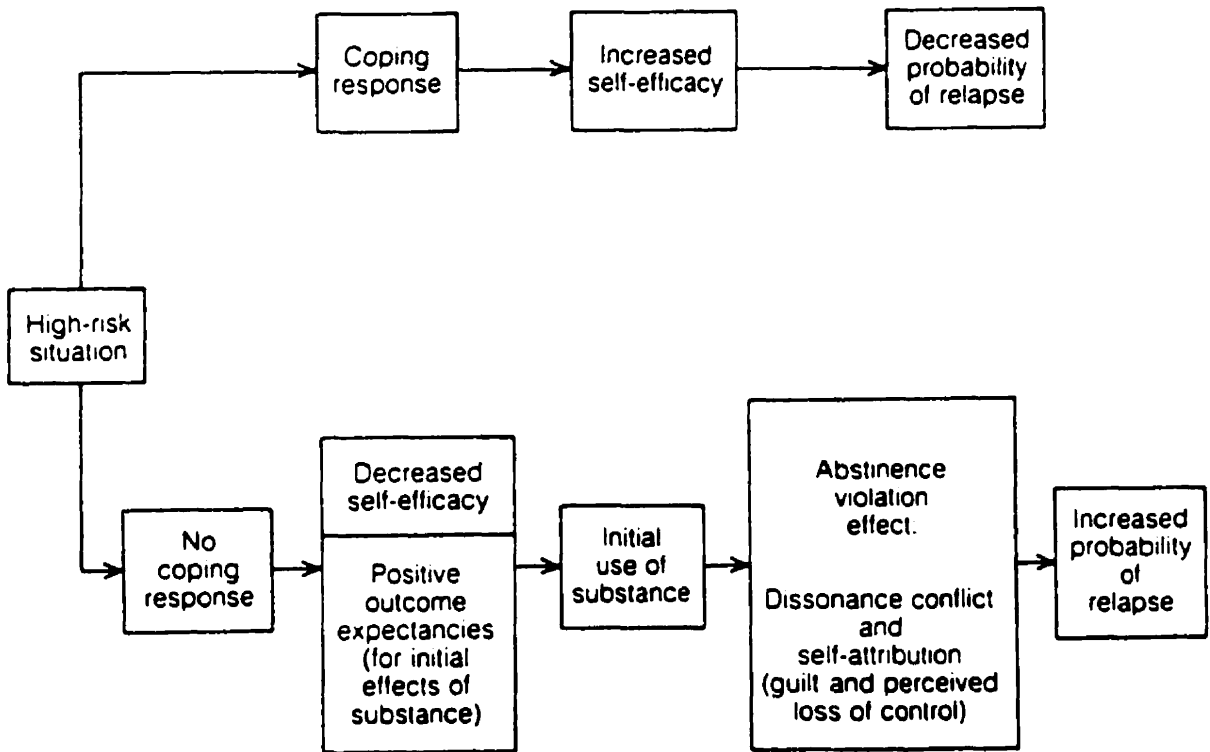 Coping
response
Increased
self-efficacy
Decreased
probability
of relapse
High-risk
situation
No
coping
response
Decreased
self-efficacy
Positive
outcome
expectancies
(for initial
effects of
substance)
Initial
use of
substance
Abstinence
violation
effect.
Dissonance conflict
and
self-attribution
(guilt and perceived
loss of control)
Increased
probability
of
relapse